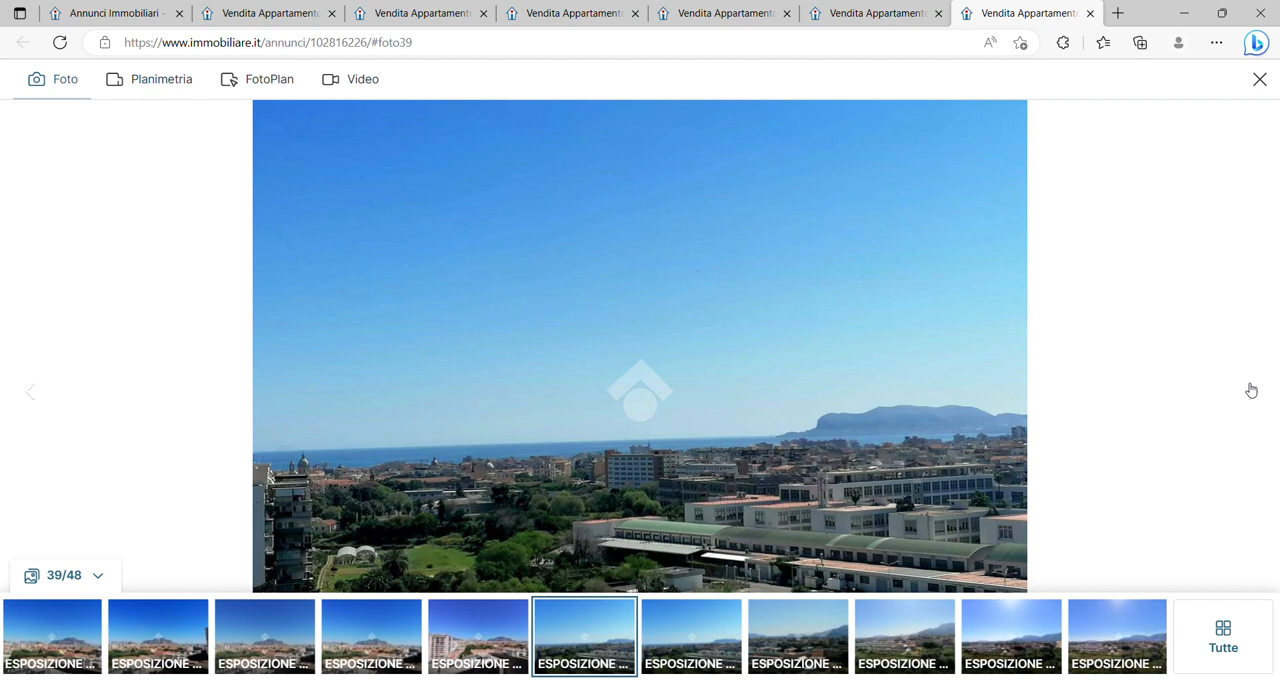 Annunci Immobiliari -
Vendita Appartamento
Vendita Appartamento
Vendita Appartamento
Vendita Appartamento
Vendita Appartamento
Vendita Appartamento
https://www.immobiliare.it/annunci/102816226/#foto39
Foto
Planimetria
FotoPlan
Video
39/48
ESPOSIZIONE ...
ESPOSIZIONE ...
ESPOSIZIONE ...
ESPOSIZIONE ...
ESPOSIZIONE ...
ESPOSIZIONE ...
ESPOSIZIONE ...
ESPOSIZIONE ...
ESPOSIZIONE ...
ESPOSIZIONE ...
ESPOSIZIONE ...
Tutte